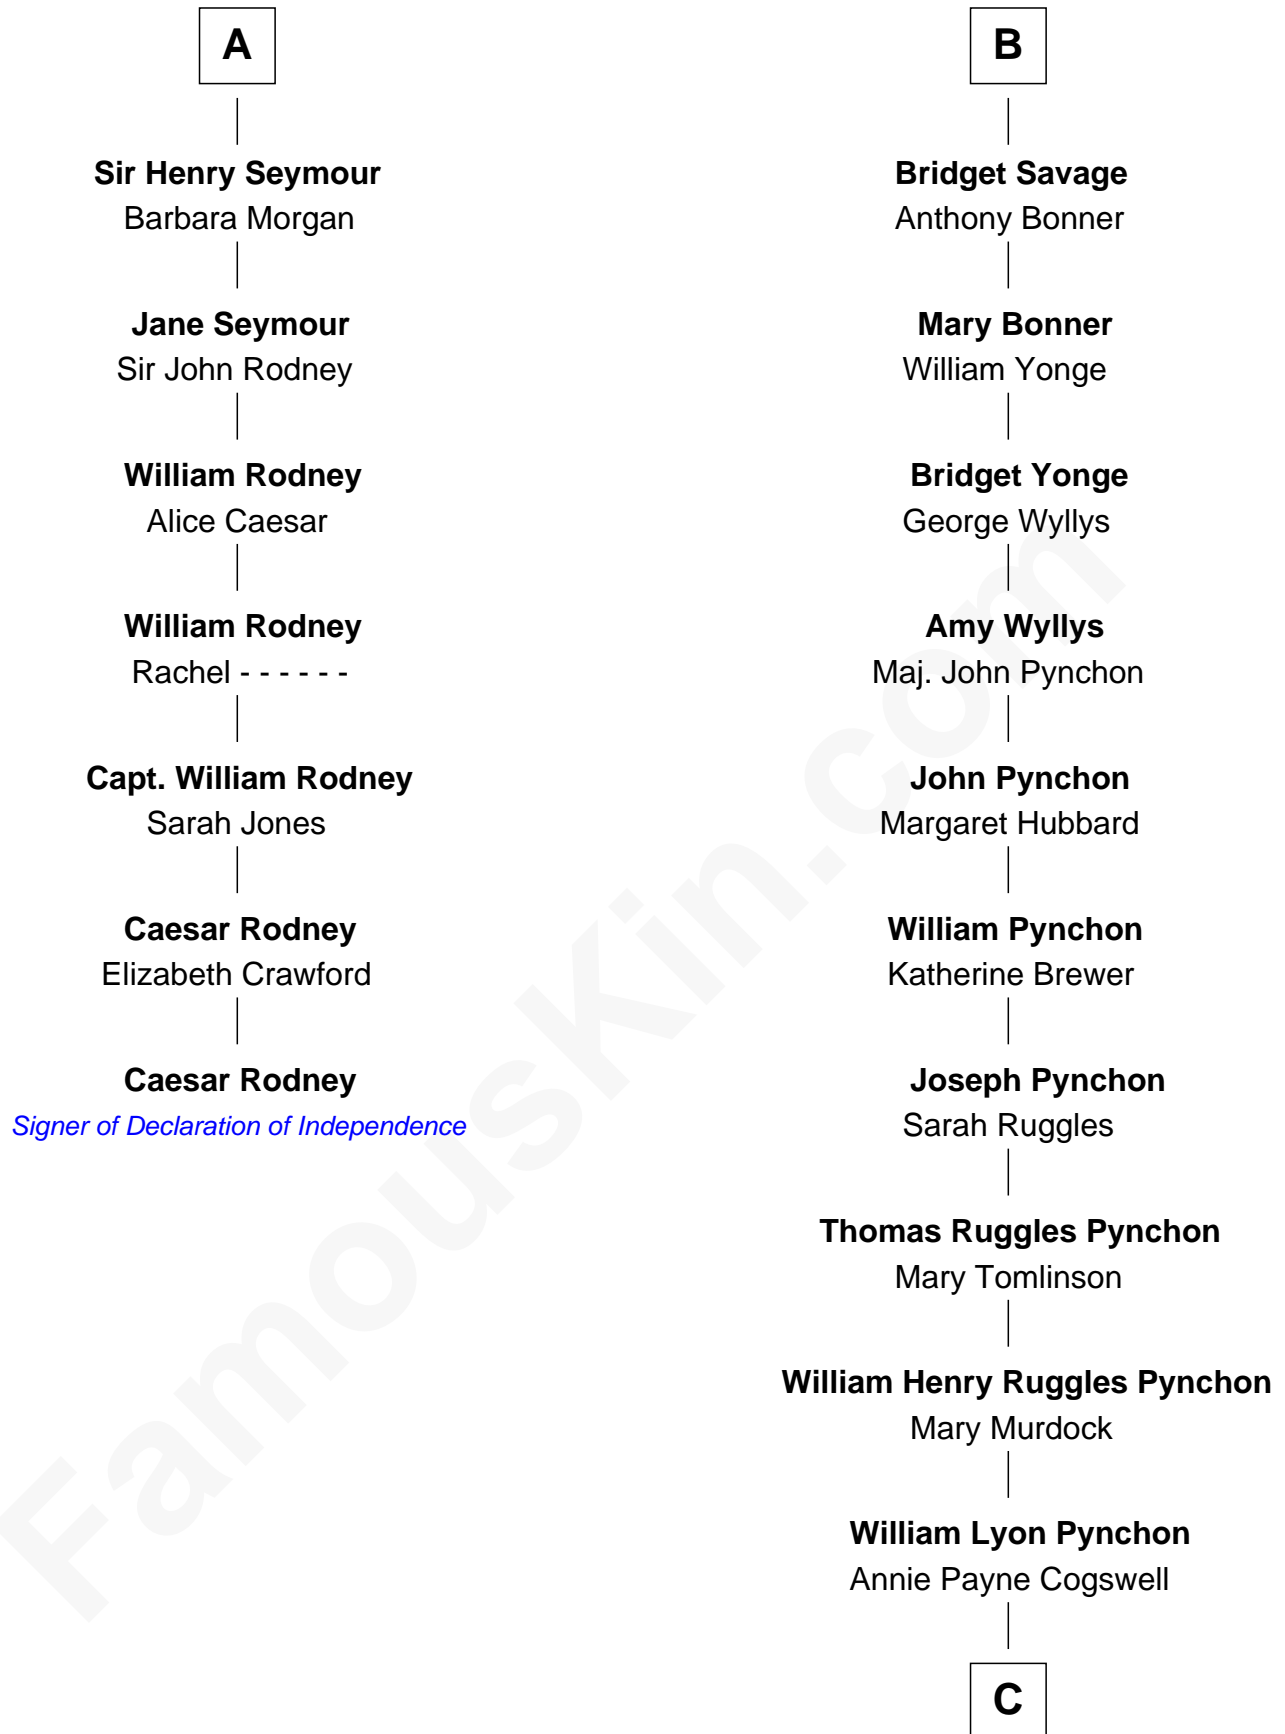 A
Sir Henry Seymour
Barbara Morgan
Jane Seymour
Sir John Rodney
William Rodney
Alice Caesar
William Rodney
Rachel - - - - - -
Capt. William Rodney
Sarah Jones
Caesar Rodney
Elizabeth Crawford
Caesar Rodney
Signer of Declaration of Independence
B
Bridget Savage
Anthony Bonner
Mary Bonner
William Yonge
Bridget Yonge
George Wyllys
Amy Wyllys
Maj. John Pynchon
John Pynchon
Margaret Hubbard
William Pynchon
Katherine Brewer
Joseph Pynchon
Sarah Ruggles
Thomas Ruggles Pynchon
Mary Tomlinson
William Henry Ruggles Pynchon
Mary Murdock
William Lyon Pynchon
Annie Payne Cogswell
C
FamousKin.com